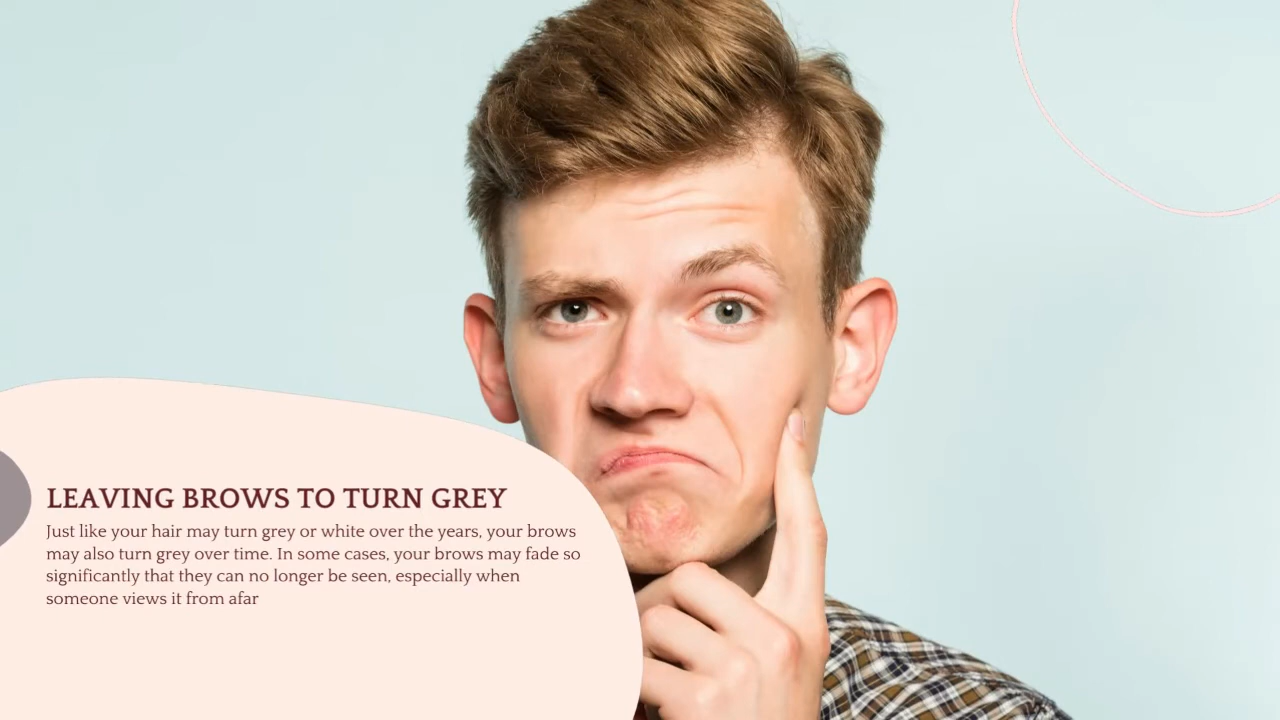 LEAVING BROWS TO TURN GREY
Just like your hair may turn grey or white over the years, your brows
may also turn grey over time. In some cases, your brows may fade so
significantly that they can no longer be seen, especially when
someone views it from afar